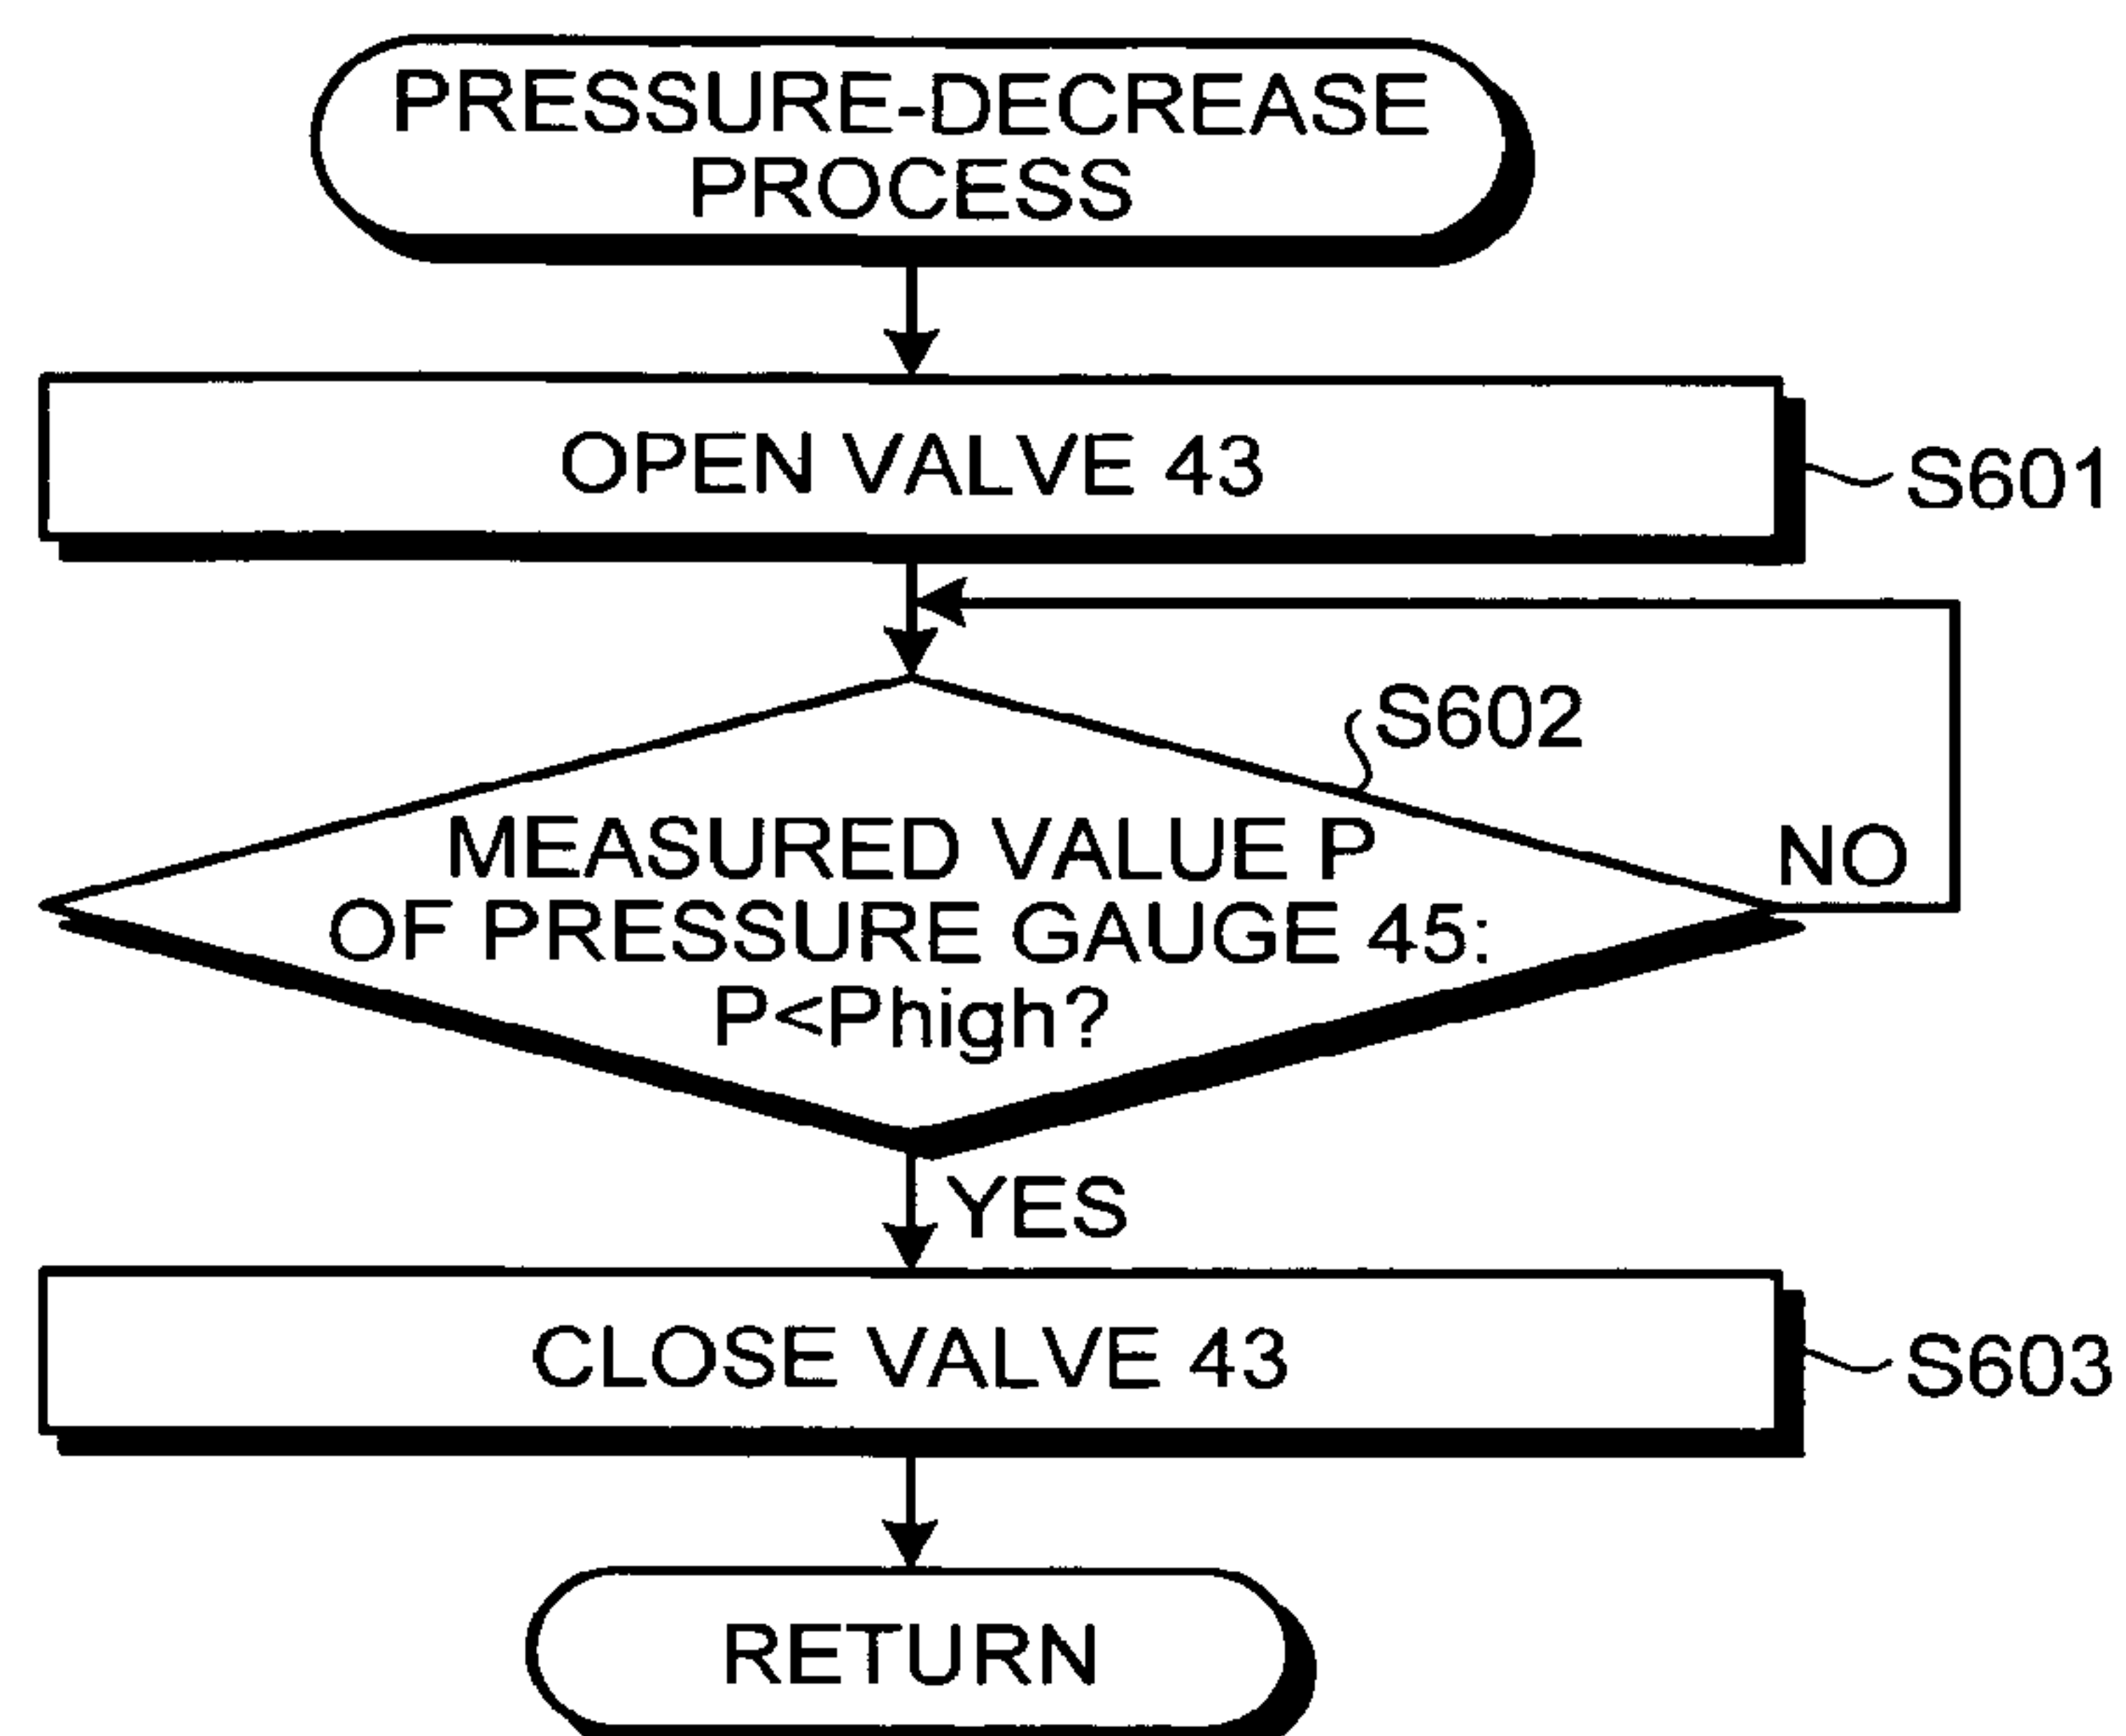 PRESSURE-DECREASE
PROCESS
OPEN VALVE 43
S601
S602
MEASURED VALUE P
OF PRESSURE GAUGE 45:
P<Phigh?
NO
YES
CLOSE VALVE 43
S603
RETURN